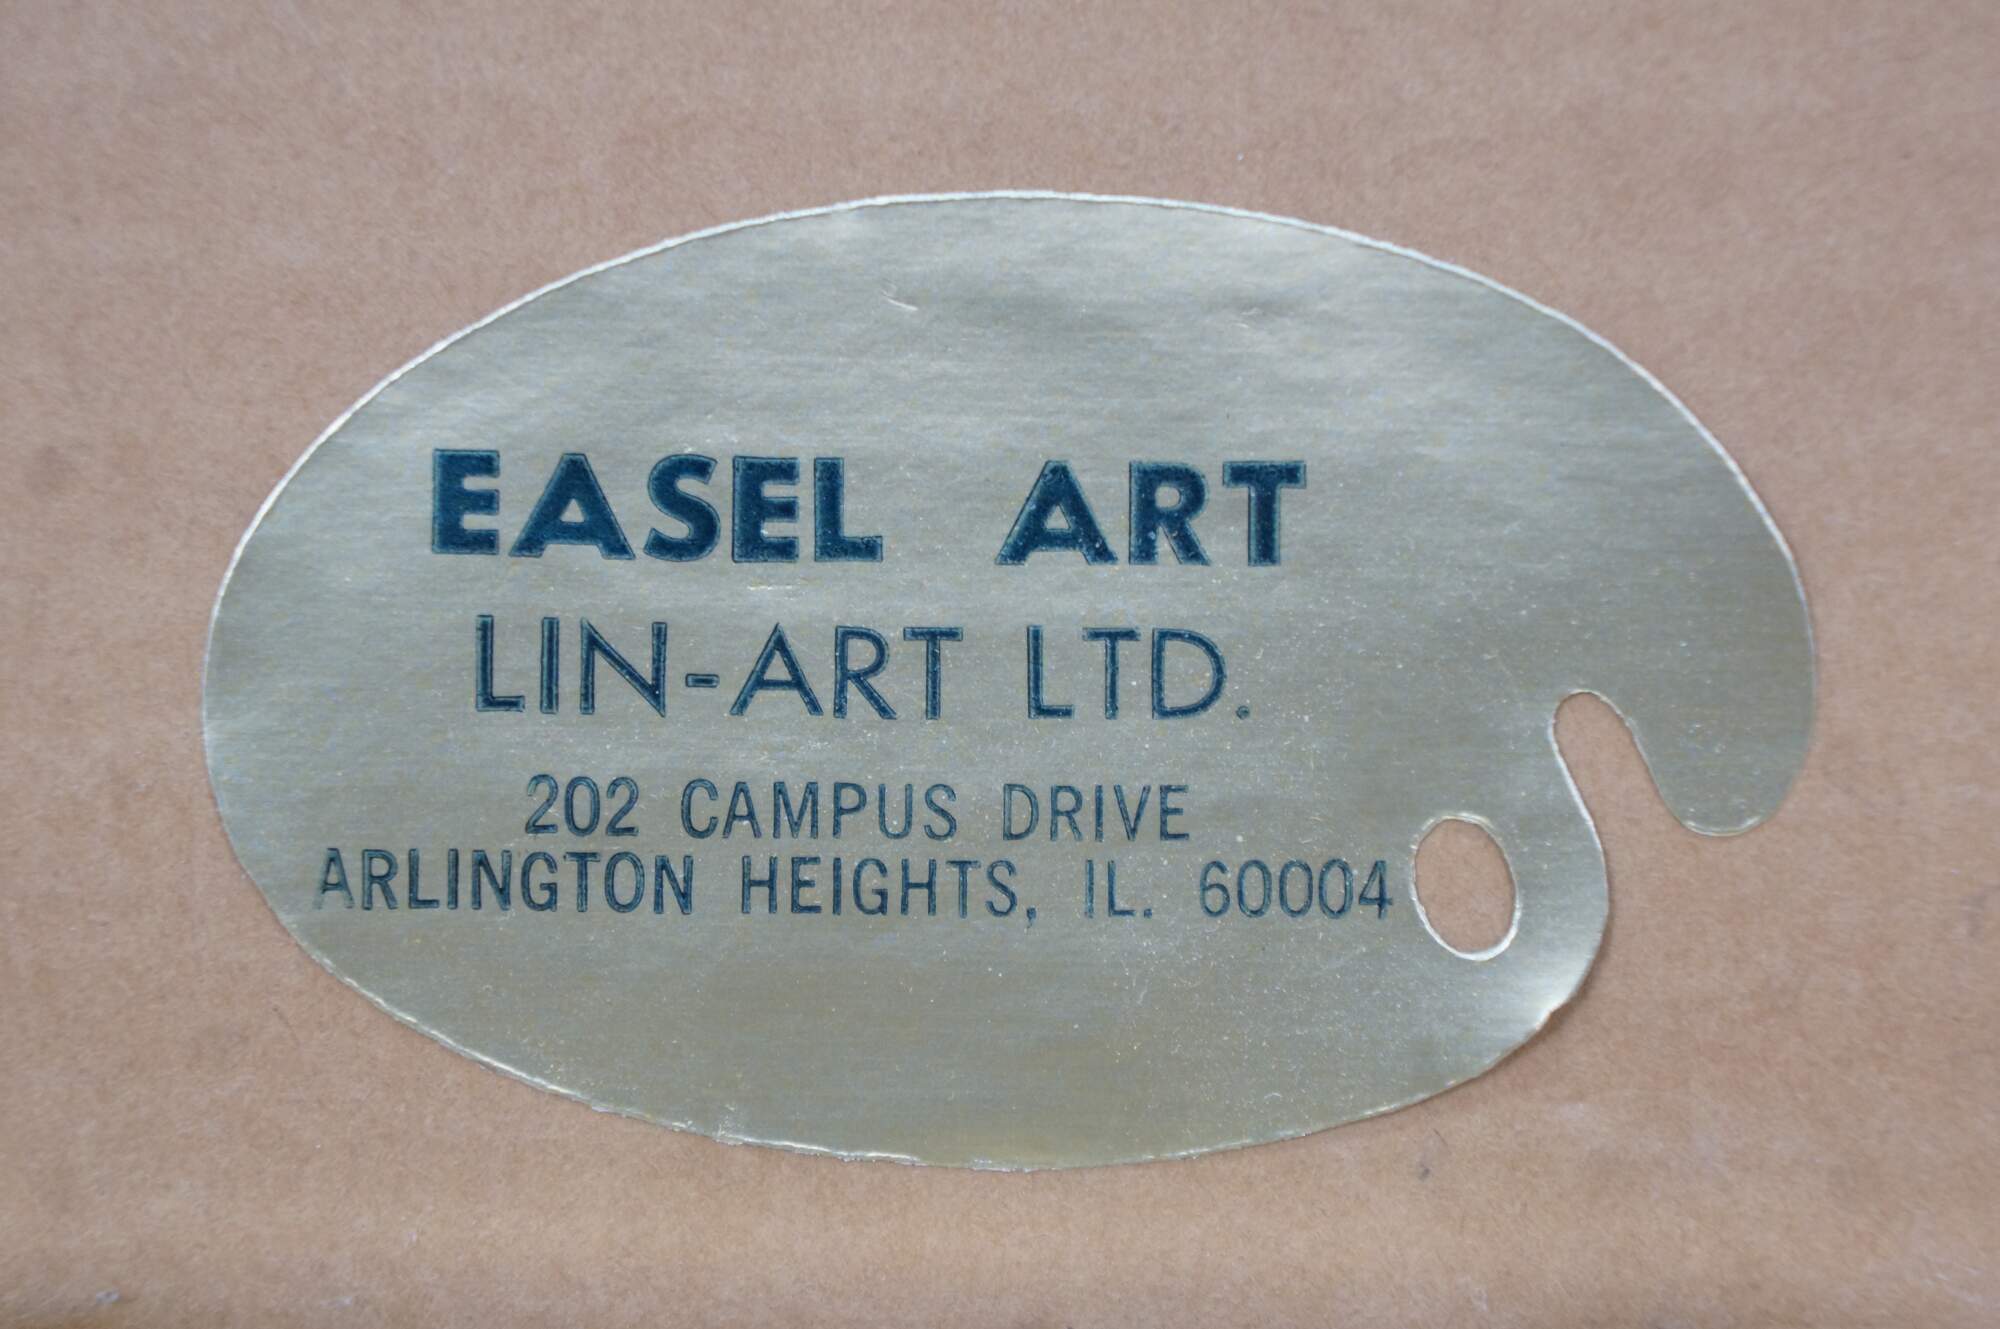 EASEL ART
LIN-ART LTD.
202 CAMPUS DRIVE
ARLINGTON HEIGHTS, IL. 60004